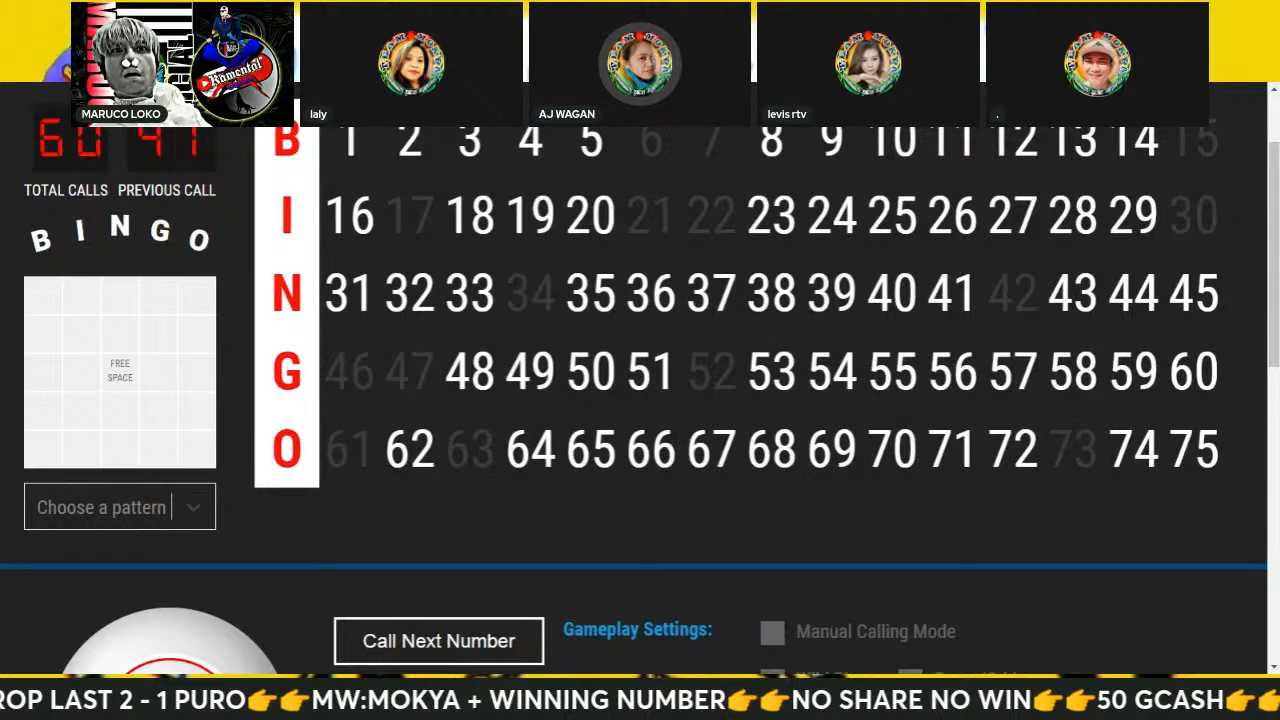 Kamentol
MARUCO LOKO
laly
AJ WAGAN
levis rtv
.
60 41
TOTAL CALLS PREVIOUS CALL
B I N G O
FREE
SPACE
Choose a pattern
B 1 2 3 4 5 6 7 8 9 10 11 12 13 14 15
I 16 17 18 19 20 21 22 23 24 25 26 27 28 29 30
N 31 32 33 34 35 36 37 38 39 40 41 42 43 44 45
G 46 47 48 49 50 51 52 53 54 55 56 57 58 59 60
O 61 62 63 64 65 66 67 68 69 70 71 72 73 74 75
Call Next Number
Gameplay Settings:
Manual Calling Mode
ROP LAST 2 - 1 PURO👉👉MW:MOKYA + WINNING NUMBER👉👉NO SHARE NO WIN👉👉50 GCASH👉👉